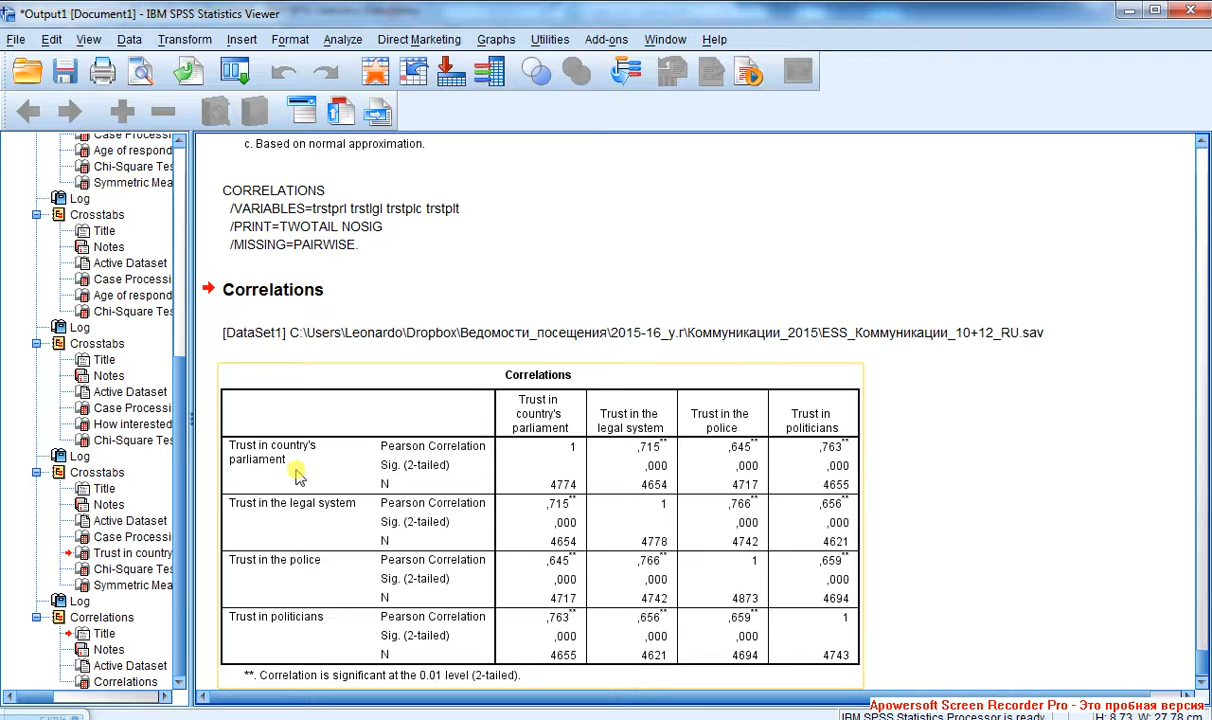 *Output1 [Document1] - IBM SPSS Statistics Viewer
File Edit View Data Transform Insert Format Analyze Direct Marketing Graphs Utilities Add-ons Window Help
Case Processi
Age of respond
Chi-Square Tes
Symmetric Mea
Log
Crosstabs
Title
Notes
Active Dataset
Case Processi
Age of respond
Chi-Square Tes
Log
Crosstabs
Title
Notes
Active Dataset
Case Processi
How interested
Chi-Square Tes
Log
Crosstabs
Title
Notes
Active Dataset
Case Processi
Trust in country
Chi-Square Tes
Symmetric Mea
Log
Correlations
Title
Notes
Active Dataset
Correlations
c. Based on normal approximation.
CORRELATIONS
/VARIABLES=trstprl trstlgl trstplc trstplt
/PRINT=TWOTAIL NOSIG
/MISSING=PAIRWISE.
Correlations
[DataSet1] C:\Users\Leonardo\Dropbox\Ведомости_посещения\2015-16_у.г\Коммуникации_2015\ESS_Коммуникации_10+12_RU.sav
Correlations
Trust in country's parliament Trust in the legal system Trust in the police Trust in politicians
Trust in country's parliament Pearson Correlation 1 ,715** ,645** ,763**
Sig. (2-tailed) ,000 ,000 ,000
N 4774 4654 4717 4655
Trust in the legal system Pearson Correlation ,715** 1 ,766** ,656**
Sig. (2-tailed) ,000 ,000 ,000
N 4654 4778 4742 4621
Trust in the police Pearson Correlation ,645** ,766** 1 ,659**
Sig. (2-tailed) ,000 ,000 ,000
N 4717 4742 4873 4694
Trust in politicians Pearson Correlation ,763** ,656** ,659** 1
Sig. (2-tailed) ,000 ,000 ,000
N 4655 4621 4694 4743
**. Correlation is significant at the 0.01 level (2-tailed).
Apowersoft Screen Recorder Pro - Это пробная версия
IBM SPSS Statistics Processor is ready H: 8.73, W: 27.78 cm